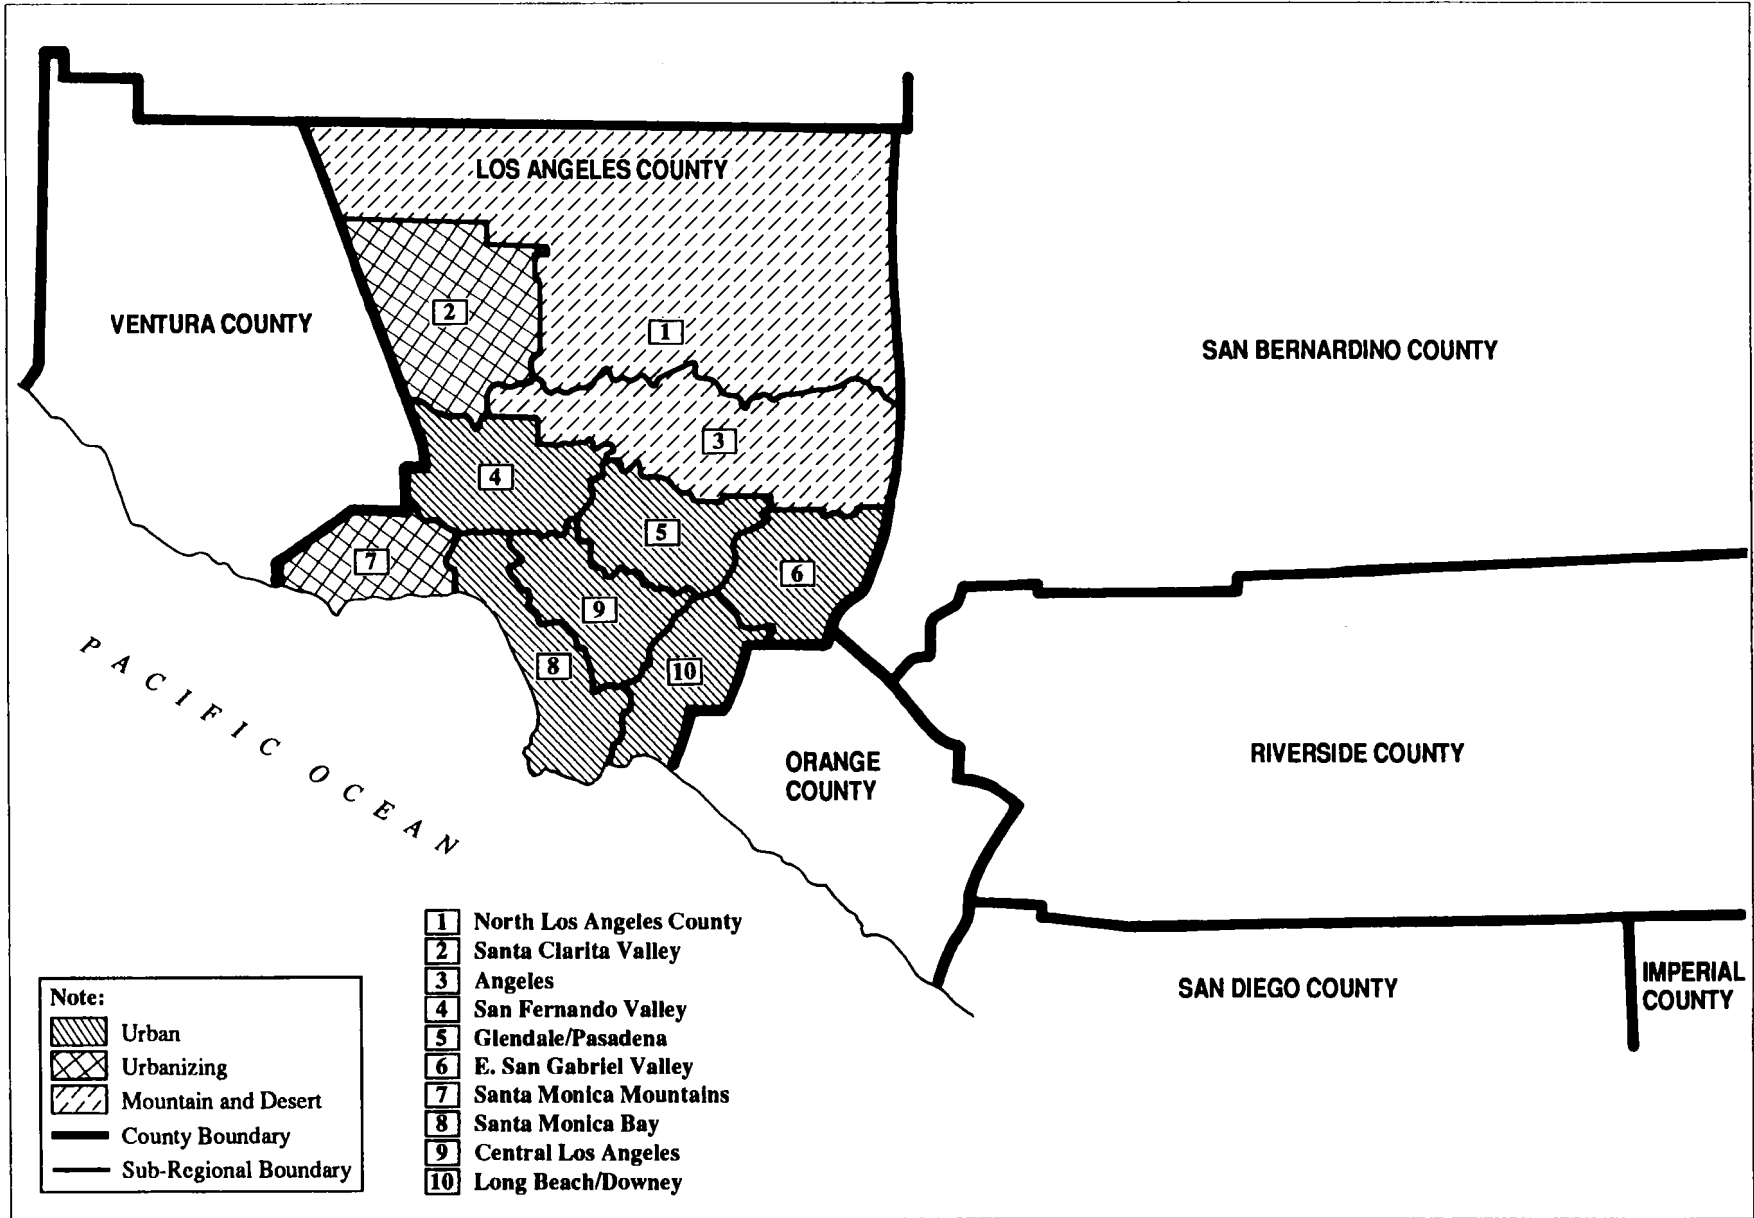 LOS ANGELES COUNTY
VENTURA COUNTY
SAN BERNARDINO COUNTY
2
1
3
4
5
7
6
9
8
10
PACIFIC OCEAN
ORANGE
COUNTY
RIVERSIDE COUNTY
SAN DIEGO COUNTY
IMPERIAL
COUNTY
1 North Los Angeles County
2 Santa Clarita Valley
3 Angeles
4 San Fernando Valley
5 Glendale/Pasadena
6 E. San Gabriel Valley
7 Santa Monica Mountains
8 Santa Monica Bay
9 Central Los Angeles
10 Long Beach/Downey
Note:
Urban
Urbanizing
Mountain and Desert
County Boundary
Sub-Regional Boundary